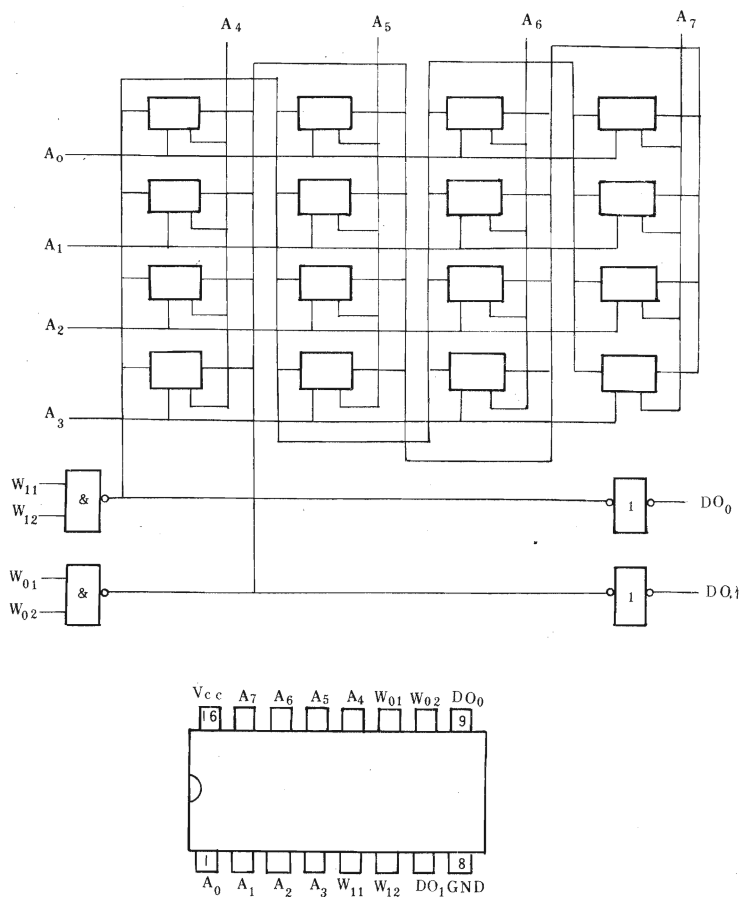 A4 A5 A6 A7
A0
A1
A2
A3
W11 & 1 DO0
W12
W01 & 1
W02
Vcc A7 A6 A5 A4 W01 W02 DO0
16 9
1 8
A0 A1 A2 A3 W11 W12 DO1 GND